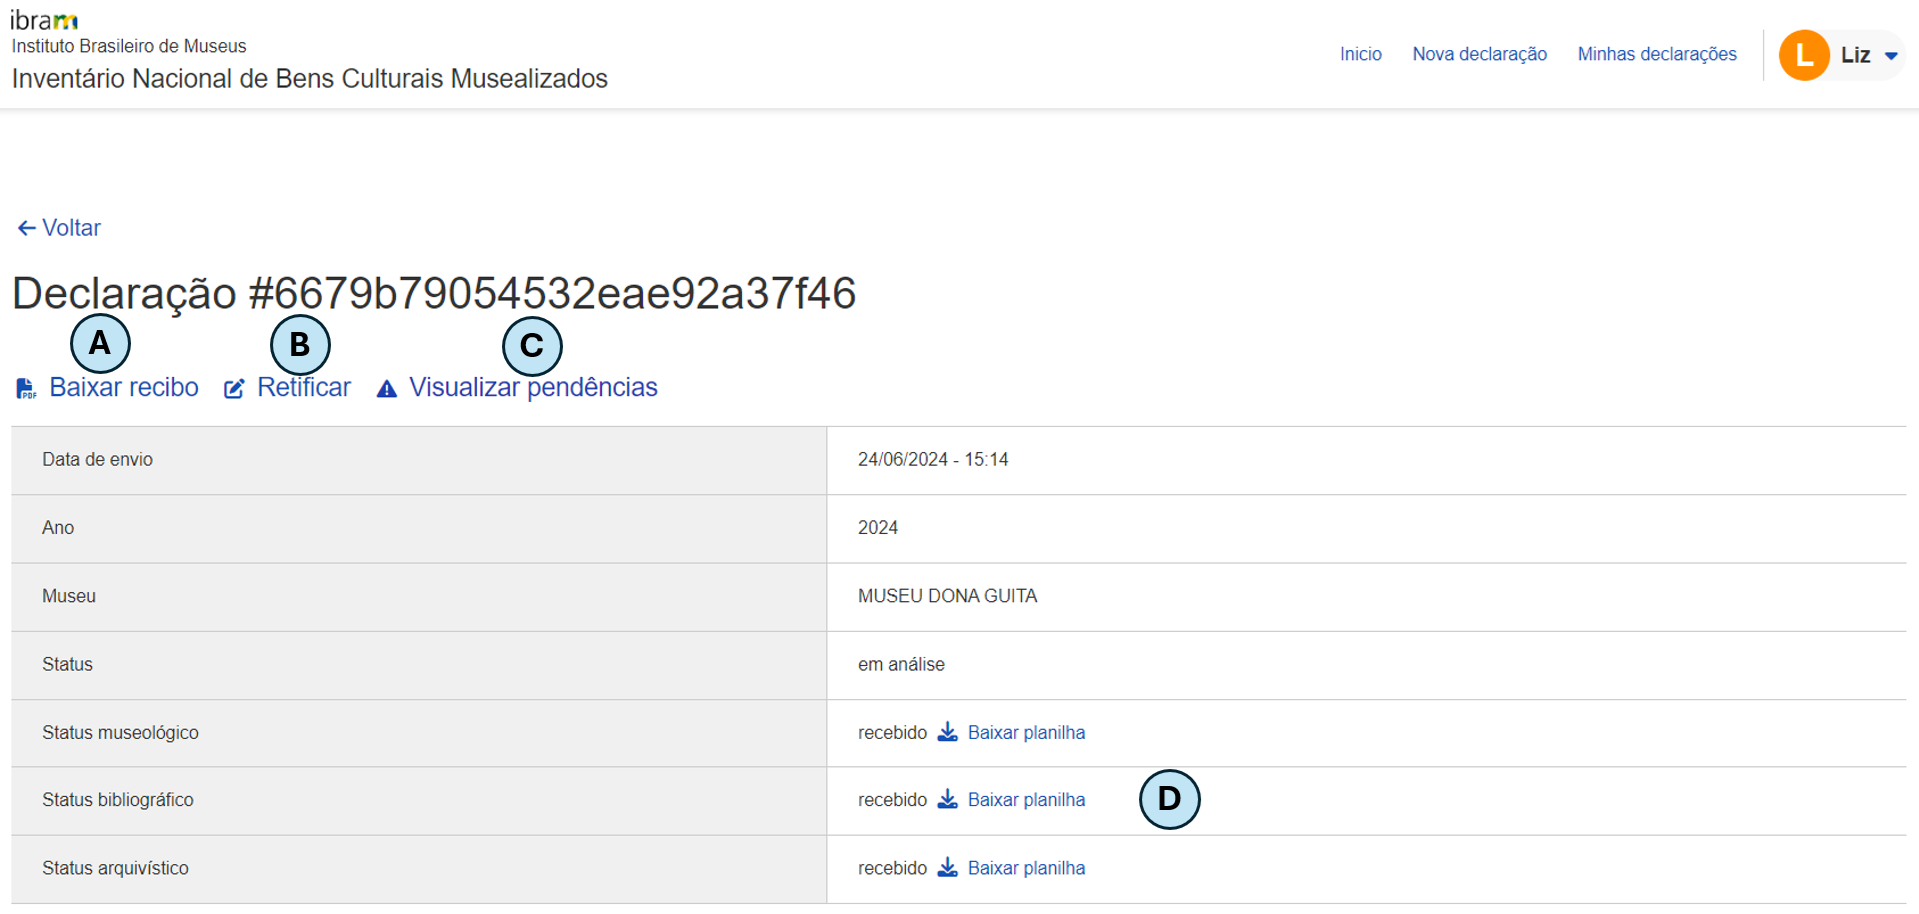 ibram
Instituto Brasileiro de Museus
Inventário Nacional de Bens Culturais Musealizados
Inicio Nova declaração Minhas declarações L Liz
Voltar
Declaração #6679b79054532eae92a37f46
A B C
PDF Baixar recibo Retificar Visualizar pendências
Data de envio 24/06/2024 - 15:14
Ano 2024
Museu MUSEU DONA GUITA
Status em análise
Status museológico recebido Baixar planilha
Status bibliográfico recebido Baixar planilha D
Status arquivístico recebido Baixar planilha